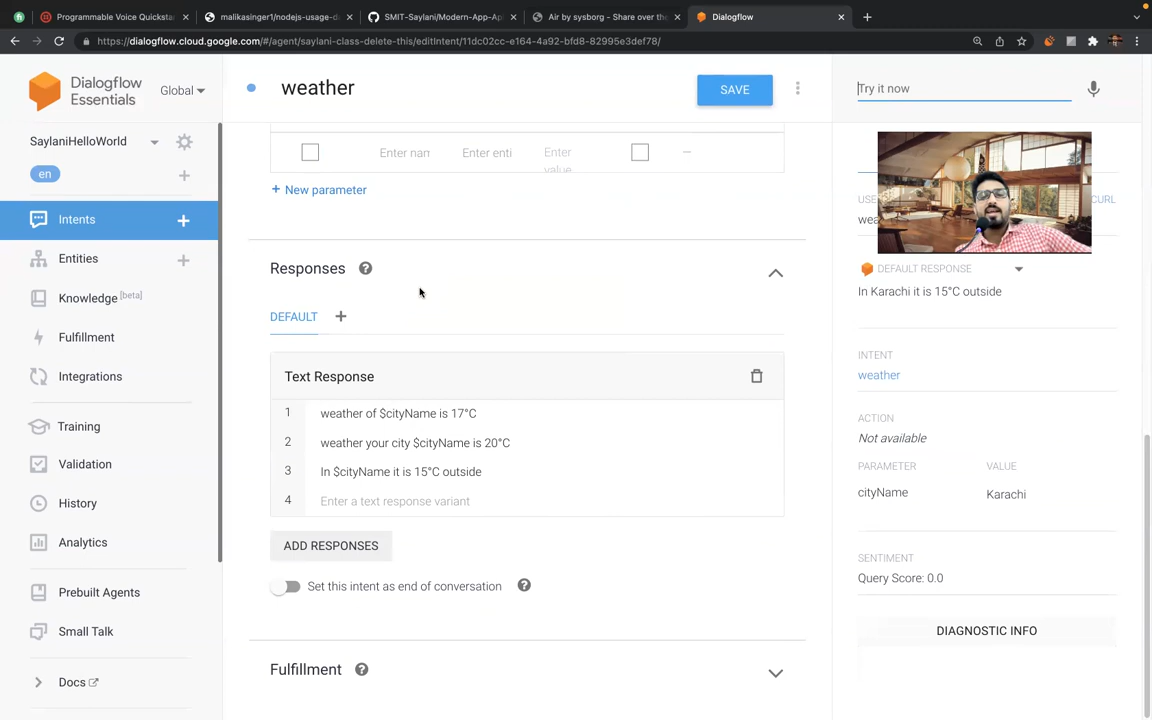 Programmable Voice Quicksta
malikasinger1/nodejs-usage-d
SMIT-Saylani/Modern-App-Ap
Air by sysborg - Share over the
Dialogflow
https://dialogflow.cloud.google.com/#/agent/saylani-class-delete-this/editIntent/11dc02cc-e164-4a92-bfd8-82995e3def78/
Dialogflow
Essentials
Global
weather
SAVE
Try it now
SaylaniHelloWorld
en
Intents
Entities
Knowledge [beta]
Fulfillment
Integrations
Training
Validation
History
Analytics
Prebuilt Agents
Small Talk
Docs
Enter nam
Enter enti
Enter
value
+ New parameter
Responses
DEFAULT
Text Response
1 weather of $cityName is 17°C
2 weather your city $cityName is 20°C
3 In $cityName it is 15°C outside
4 Enter a text response variant
ADD RESPONSES
Set this intent as end of conversation
Fulfillment
USE
CURL
wea
DEFAULT RESPONSE
In Karachi it is 15°C outside
INTENT
weather
ACTION
Not available
PARAMETER VALUE
cityName Karachi
SENTIMENT
Query Score: 0.0
DIAGNOSTIC INFO